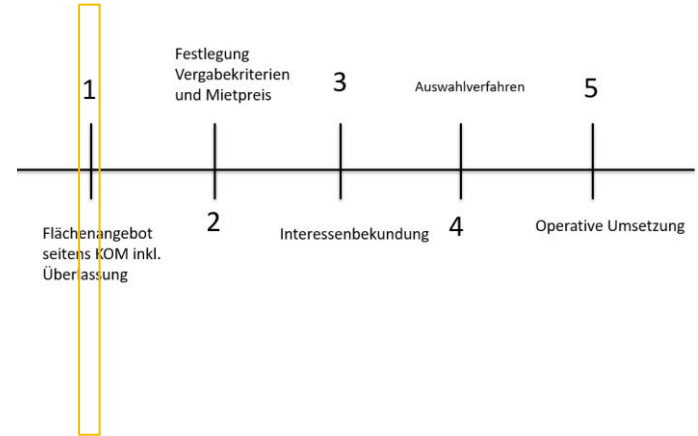 1
Flächenangebot
seitens KOM inkl.
Überlassung
Festlegung
Vergabekriterien
und Mietpreis
2
3
Interessenbekundung
Auswahlverfahren
4
5
Operative Umsetzung